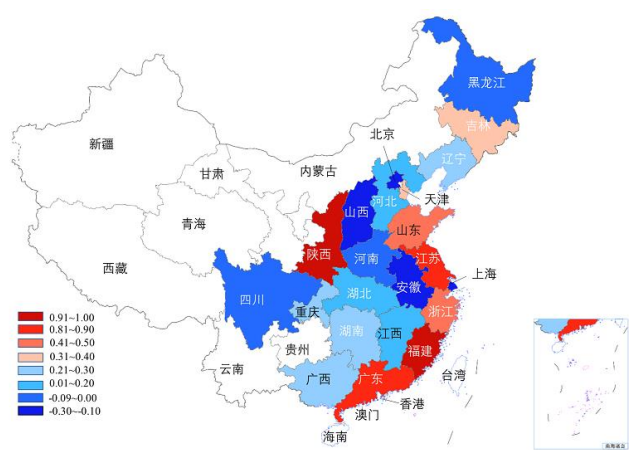 黑龙江
吉林
辽宁
北京
内蒙古
新疆
甘肃
天津
河北
山西
青海
山东
陕西
河南
江苏
西藏
上海
安徽
四川
湖北
重庆
浙江
湖南
江西
贵州
福建
云南
台湾
广西
广东
香港
澳门
海南
0.91~1.00
0.81~0.90
0.41~0.50
0.31~0.40
0.21~0.30
0.01~0.20
-0.09~0.00
-0.30~-0.10
南海诸岛